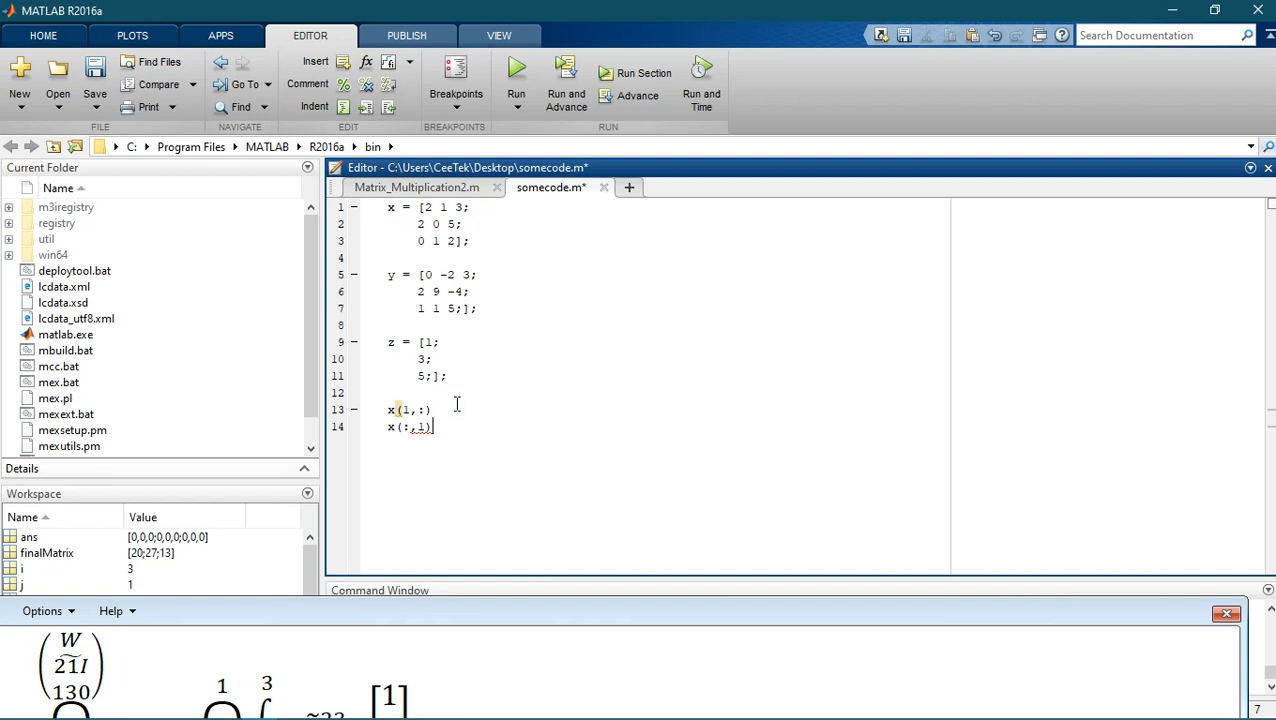 MATLAB R2016a
HOME PLOTS APPS EDITOR PUBLISH VIEW Search Documentation
New Open Save Find Files Compare Print
Go To Find
Insert Comment Indent
Breakpoints
Run Run and Advance Run Section Advance Run and Time
FILE NAVIGATE EDIT BREAKPOINTS RUN
C: Program Files MATLAB R2016a bin
Current Folder
Name
m3iregistry
registry
util
win64
deploytool.bat
lcdata.xml
lcdata.xsd
lcdata_utf8.xml
matlab.exe
mbuild.bat
mcc.bat
mex.bat
mex.pl
mexext.bat
mexsetup.pm
mexutils.pm
Details
Workspace
Name Value
ans [0,0,0;0,0,0;0,0,0]
finalMatrix [20;27;13]
i 3
j 1
Editor - C:\Users\CeeTek\Desktop\somecode.m*
Matrix_Multiplication2.m somecode.m*
1 x = [2 1 3;
2 2 0 5;
3 0 1 2];
4
5 y = [0 -2 3;
6 2 9 -4;
7 1 1 5;];
8
9 z = [1;
10 3;
11 5;];
12
13 x(1,:)
14 x(:,1)
Command Window
Options Help
W
21I
130
1 3 [1]
≈33
7